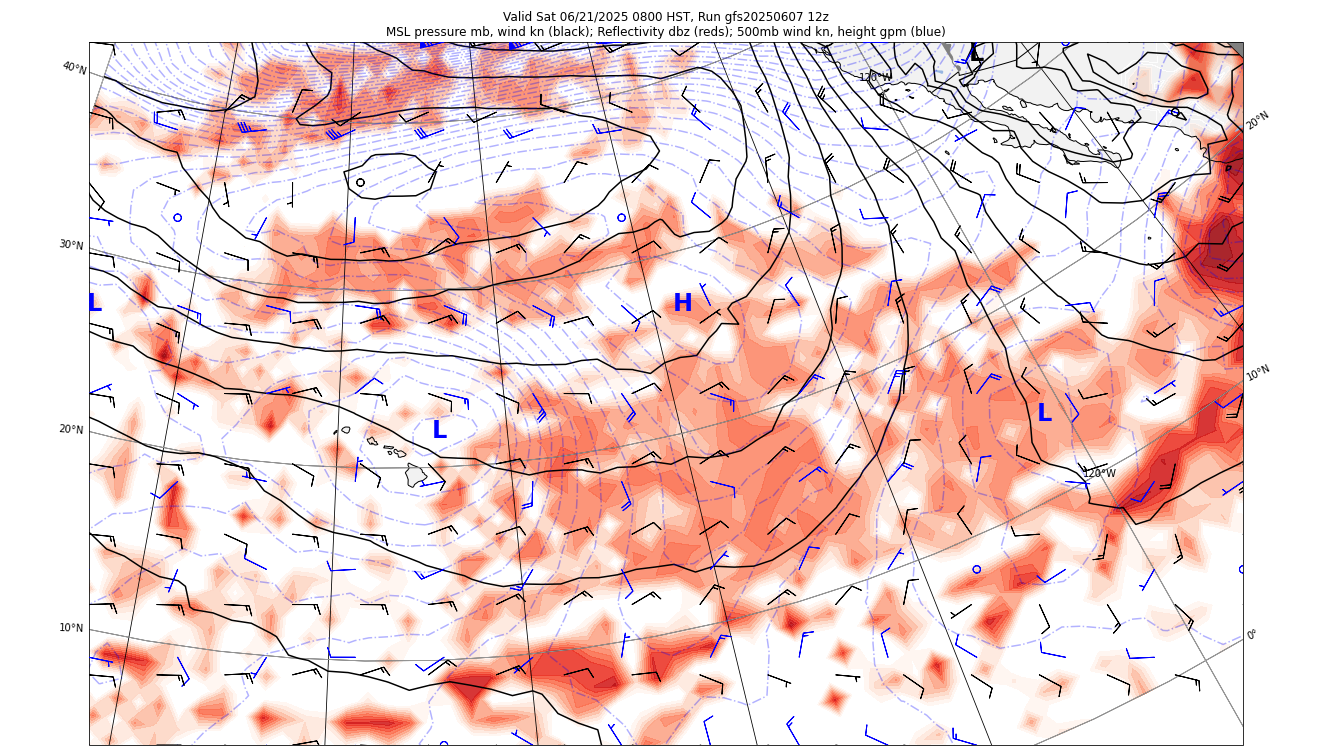 Valid Sat 06/21/2025 0800 HST, Run gfs20250607 12z
MSL pressure mb, wind kn (black); Reflectivity dbz (reds); 500mb wind kn, height gpm (blue)
L
40°N
120°W
20°N
30°N
L
H
10°N
L
20°N
L
120°W
10°N
0°